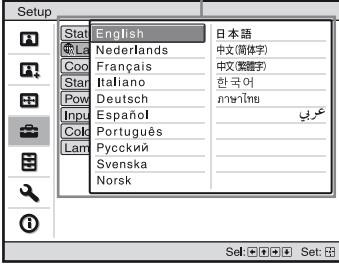 Setup
Stat
La
Coo
Star
Pow
Inpu
Colo
Lam
English
Nederlands
Français
Italiano
Deutsch
Español
Português
Русский
Svenska
Norsk
日本語
中文(简体字)
中文(繁體字)
한국어
ภาษาไทย
عربي
Sel: Set: